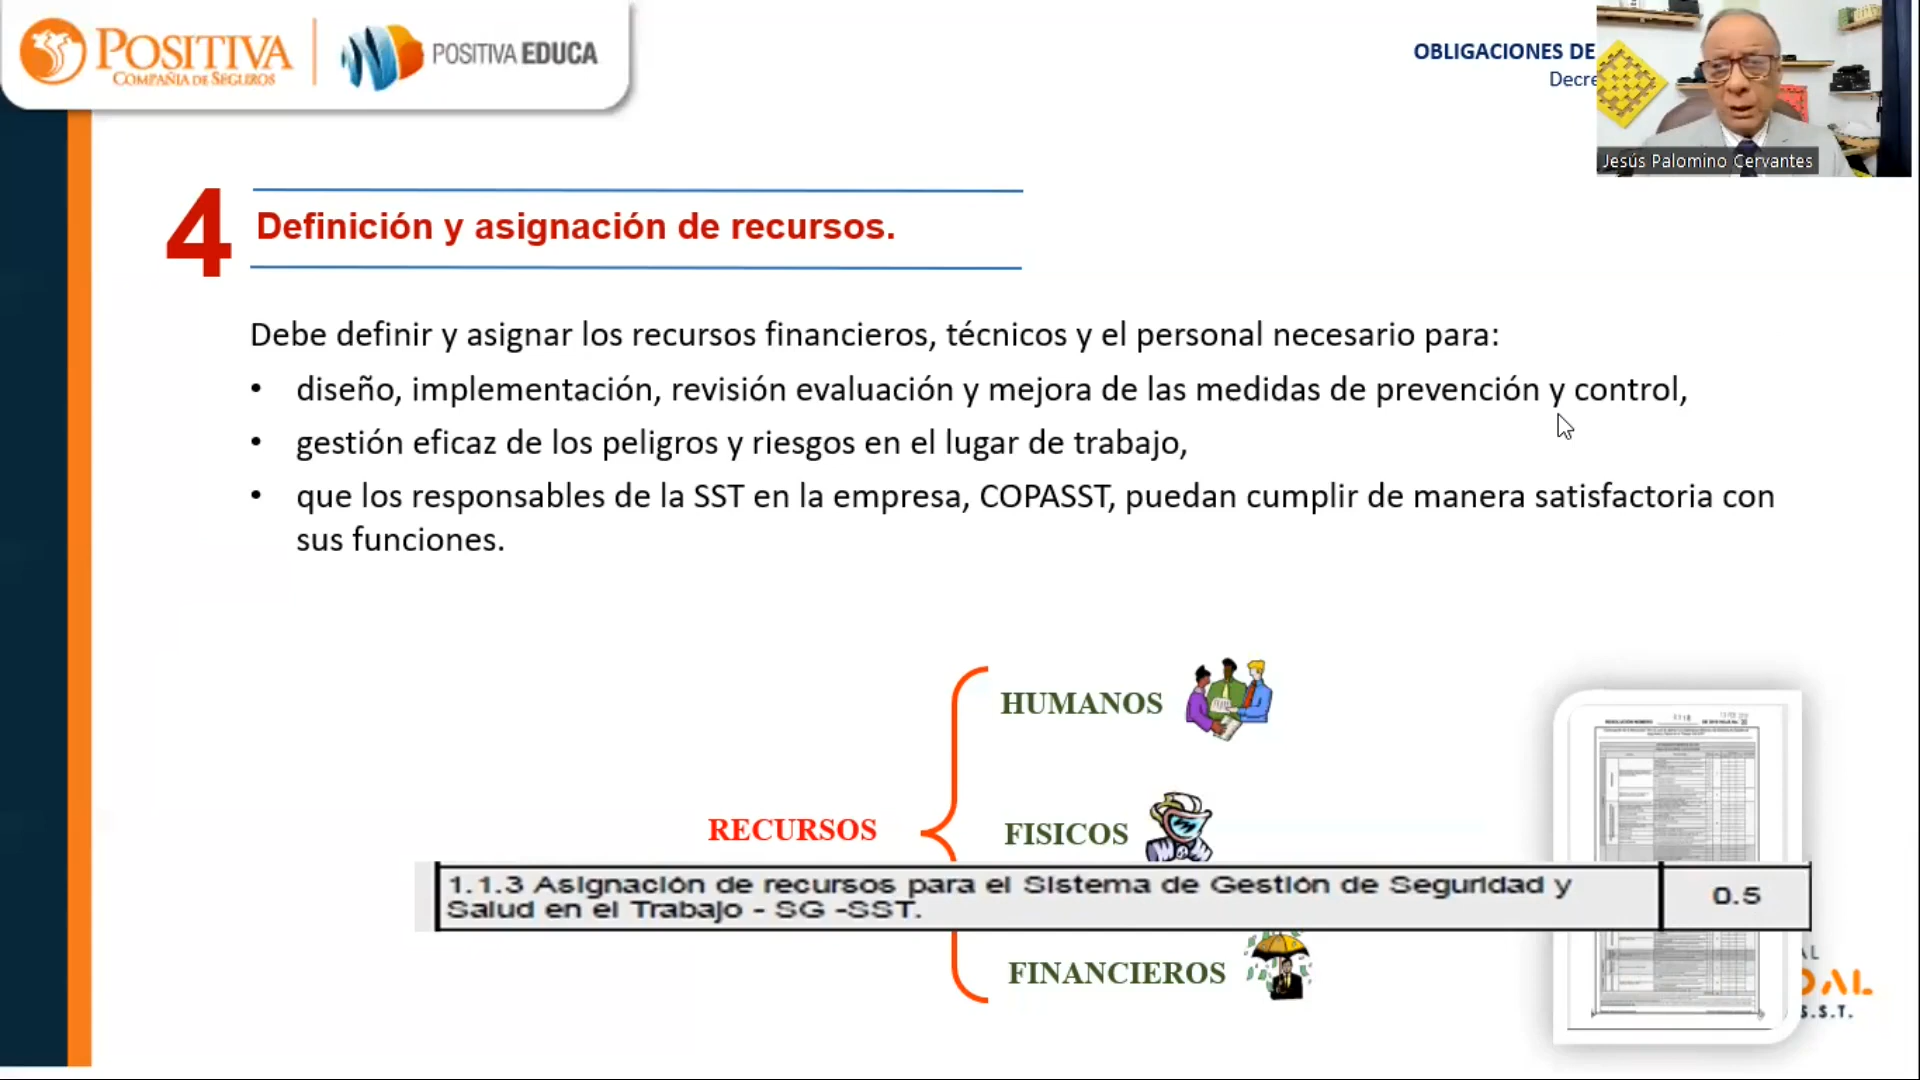 POSITIVA
COMPAÑIA DE SEGUROS
POSITIVA EDUCA
OBLIGACIONES DE
Decre
Jesús Palomino Cervantes
4
Definición y asignación de recursos.
Debe definir y asignar los recursos financieros, técnicos y el personal necesario para:
• diseño, implementación, revisión evaluación y mejora de las medidas de prevención y control,
• gestión eficaz de los peligros y riesgos en el lugar de trabajo,
• que los responsables de la SST en la empresa, COPASST, puedan cumplir de manera satisfactoria con
sus funciones.
HUMANOS
RECURSOS
FISICOS
1.1.3 Asignación de recursos para el Sistema de Gestión de Seguridad y
Salud en el Trabajo - SG -SST.
0.5
FINANCIEROS
AL
S.S.T.